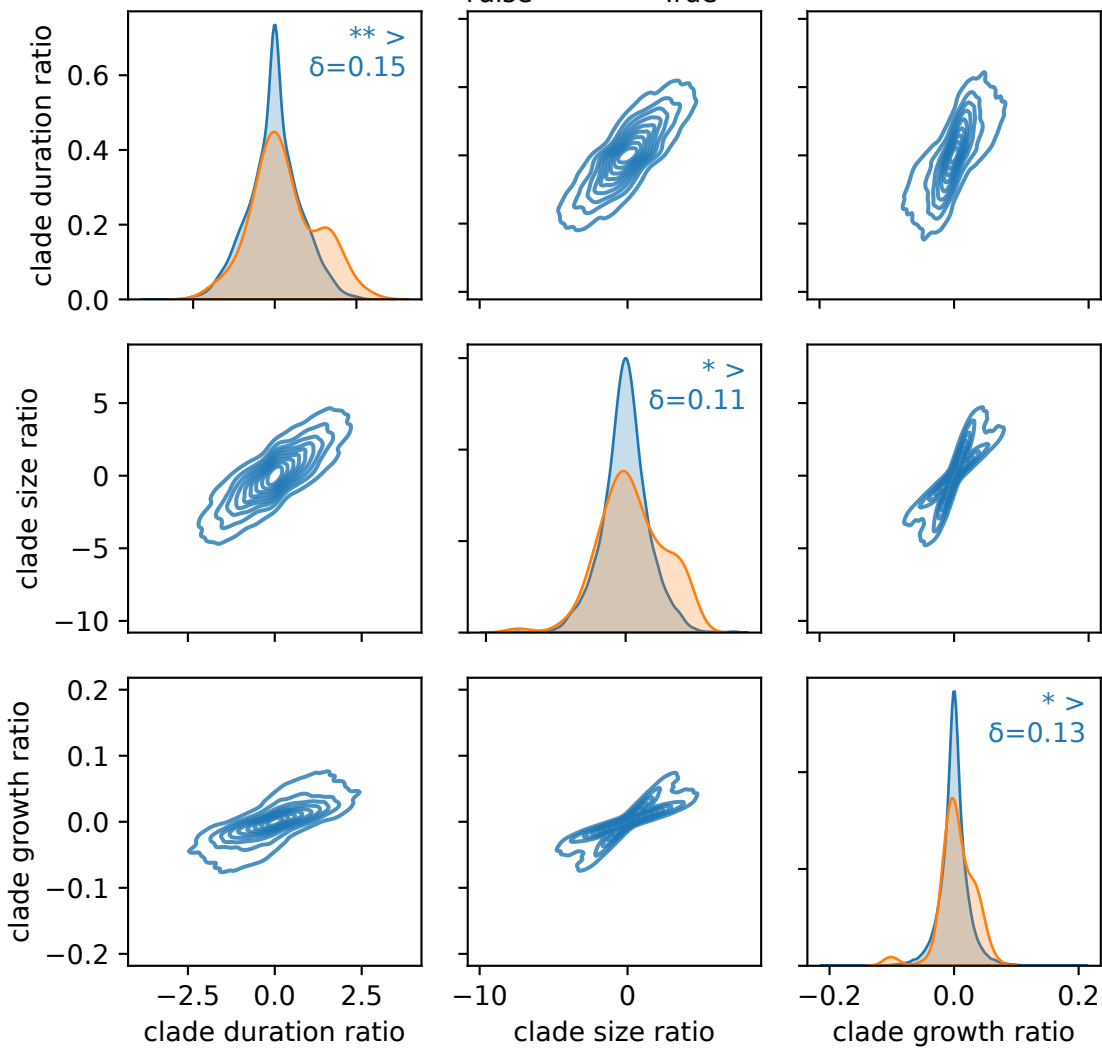 True
clade duration ratio
0.6
0.4
0.2
0.0
** >
δ=0.15
clade size ratio
5
0
−5
−10
* >
δ=0.11
clade growth ratio
0.2
0.1
0.0
−0.1
−0.2
* >
δ=0.13
−2.5
0.0
2.5
−10
0
−0.2
0.0
0.2
clade duration ratio
clade size ratio
clade growth ratio